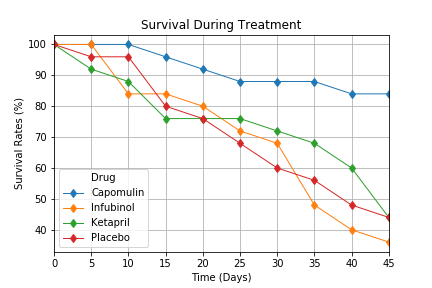 Survival During Treatment
Survival Rates (%)
100
90
80
70
60
50
40
Drug
Capomulin
Infubinol
Ketapril
Placebo
0 5 10 15 20 25 30 35 40 45
Time (Days)